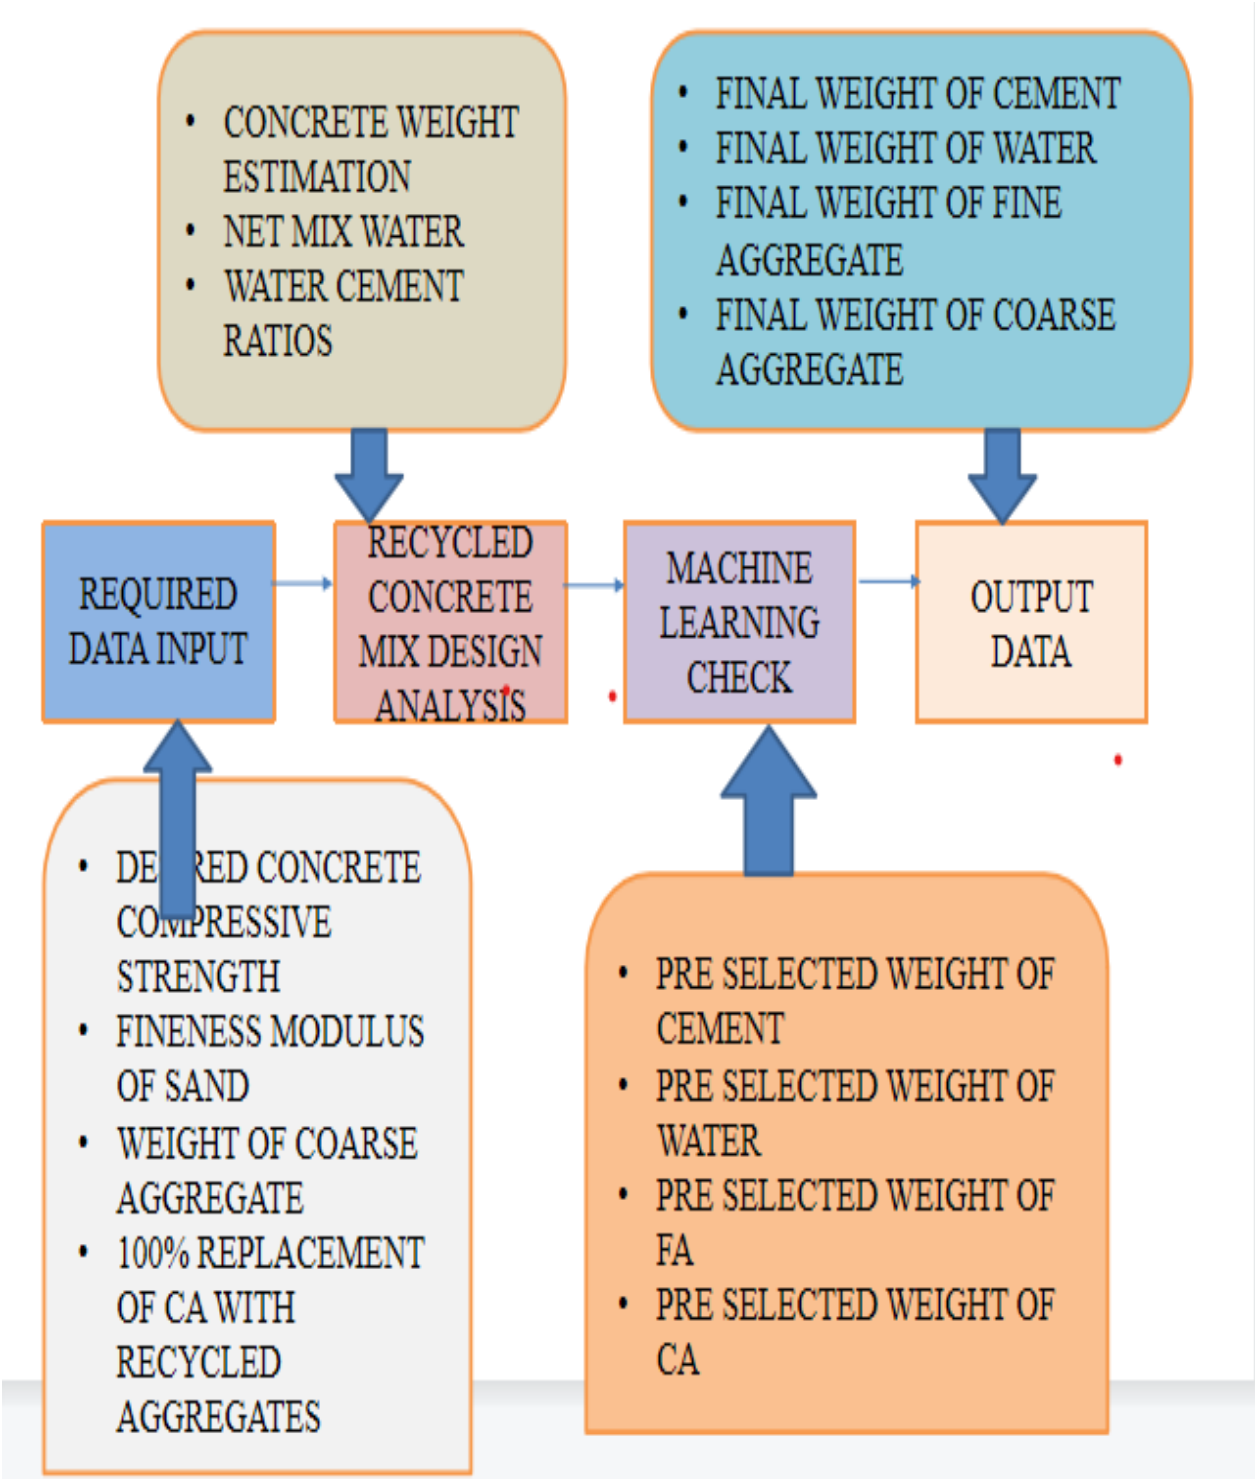 • CONCRETE WEIGHT
ESTIMATION
• NET MIX WATER
• WATER CEMENT
RATIOS
• FINAL WEIGHT OF CEMENT
• FINAL WEIGHT OF WATER
• FINAL WEIGHT OF FINE
AGGREGATE
• FINAL WEIGHT OF COARSE
AGGREGATE
REQUIRED
DATA INPUT
RECYCLED
CONCRETE
MIX DESIGN
ANALYSIS
MACHINE
LEARNING
CHECK
OUTPUT
DATA
• CONCRETE
COMPRESSIVE
STRENGTH
• FINENESS MODULUS
OF SAND
• WEIGHT OF COARSE
AGGREGATE
• 100% REPLACEMENT
OF CA WITH
RECYCLED
AGGREGATES
• PRE SELECTED WEIGHT OF
CEMENT
• PRE SELECTED WEIGHT OF
WATER
• PRE SELECTED WEIGHT OF
FA
• PRE SELECTED WEIGHT OF
CA